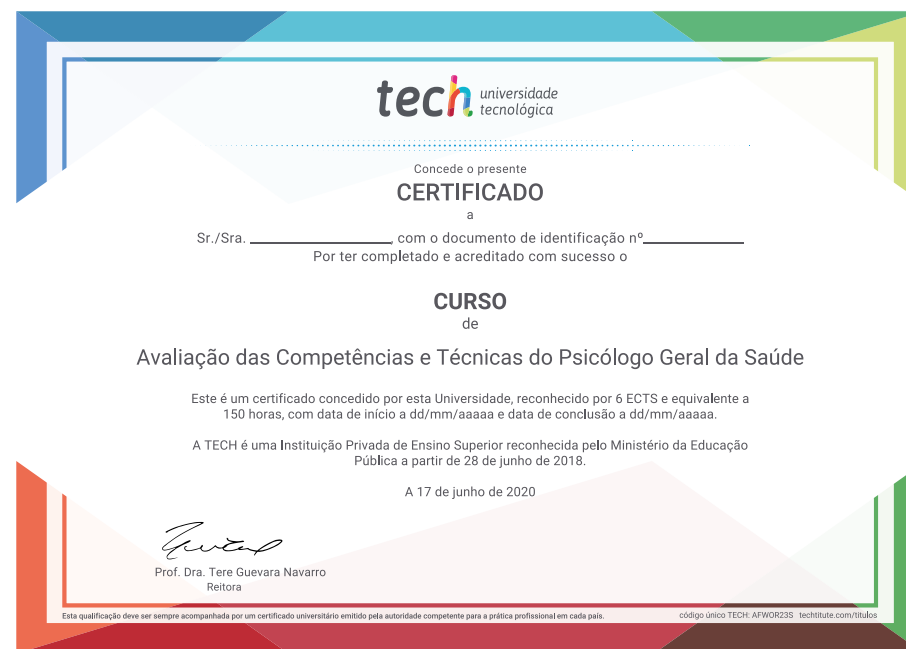 tech universidade
tecnológica
Concede o presente
CERTIFICADO
a
Sr./Sra. ________________, com o documento de identificação nº____________
Por ter completado e acreditado com sucesso o
CURSO
de
Avaliação das Competências e Técnicas do Psicólogo Geral da Saúde
Este é um certificado concedido por esta Universidade, reconhecido por 6 ECTS e equivalente a
150 horas, com data de início a dd/mm/aaaaa e data de conclusão a dd/mm/aaaaa.
A TECH é uma Instituição Privada de Ensino Superior reconhecida pelo Ministério da Educação
Pública a partir de 28 de junho de 2018.
A 17 de junho de 2020
Prof. Dra. Tere Guevara Navarro
Reitora
Esta qualificação deve ser sempre acompanhada por um certificado universitário emitido pela autoridade competente para a prática profissional em cada país.
código único TECH: AFWOR23S techtitute.com/titulos